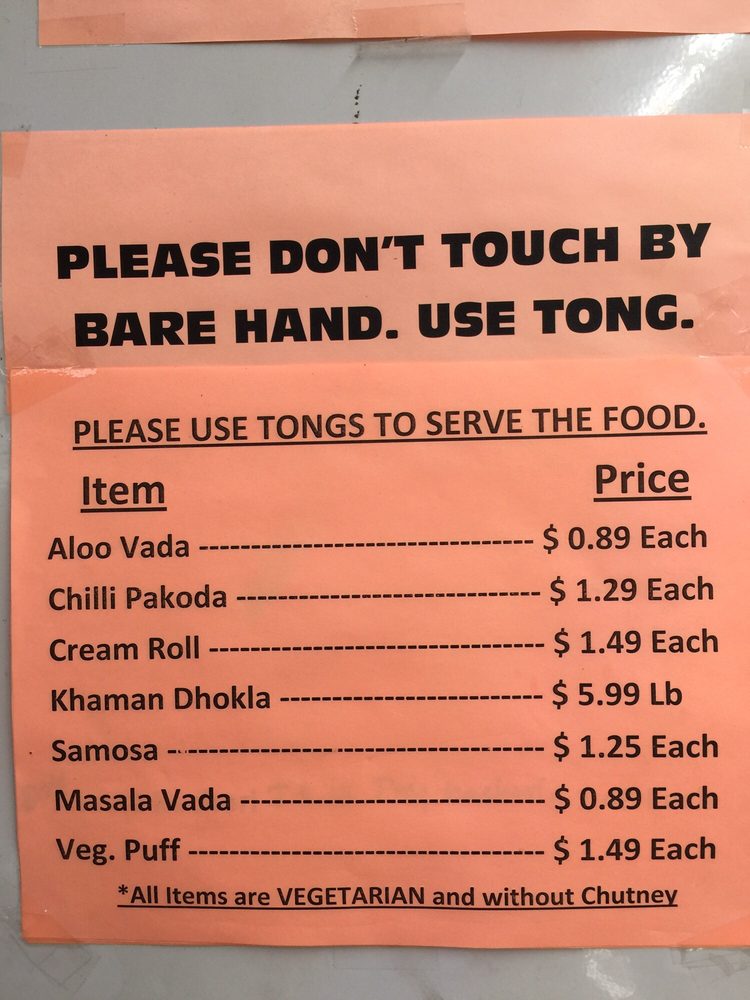 PLEASE DON'T TOUCH BY
BARE HAND. USE TONG.
PLEASE USE TONGS TO SERVE THE FOOD.
Item Price
Aloo Vada --------------------------------- $ 0.89 Each
Chilli Pakoda ------------------------------ $ 1.29 Each
Cream Roll --------------------------------- $ 1.49 Each
Khaman Dhokla -------------------------- $ 5.99 Lb
Samosa ------------------------------------- $ 1.25 Each
Masala Vada ------------------------------ $ 0.89 Each
Veg. Puff ----------------------------------- $ 1.49 Each
*All Items are VEGETARIAN and without Chutney